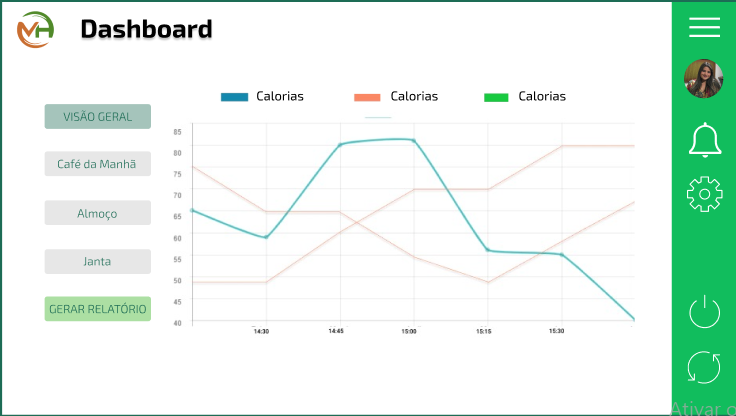 MH
Dashboard
Calorias
Calorias
Calorias
VISÃO GERAL
Café da Manhã
Almoço
Janta
GERAR RELATÓRIO
85
80
75
70
65
60
55
50
45
40
14:30
14:45
15:00
15:15
15:30
Ativar o